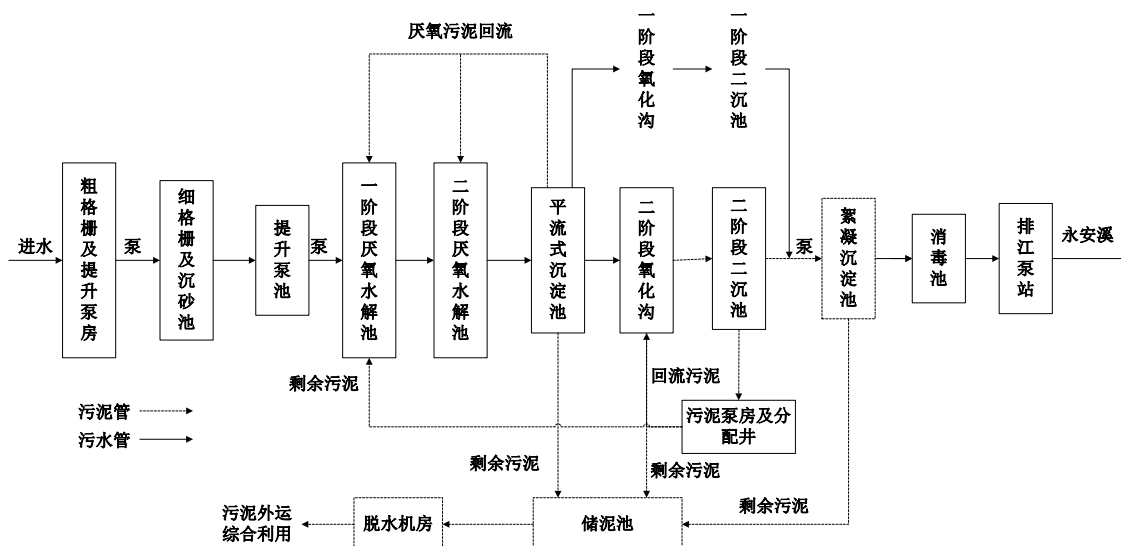 厌氧污泥回流
一阶段氧化沟
一阶段二沉池
进水
粗格栅及提升泵房
泵
细格栅及沉砂池
提升泵池
泵
一阶段厌氧水解池
二阶段厌氧水解池
平流式沉淀池
二阶段氧化沟
二阶段二沉池
泵
絮凝沉淀池
消毒池
排江泵站
永安溪
剩余污泥
回流污泥
污泥管
污水管
污泥泵房及分
配井
剩余污泥
剩余污泥
剩余污泥
污泥外运
综合利用
脱水机房
储泥池